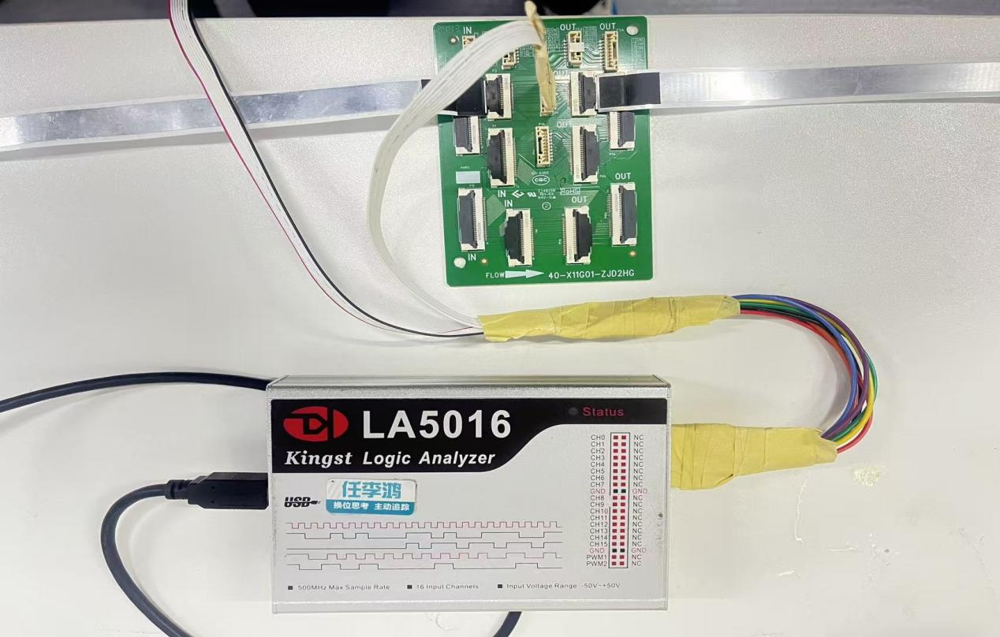 IN
OUT
OUT
OUT
OUT
OUT
IN
IN
OUT
CQC
RoHS
94V-0
IN
FLOW
40-X11G01-ZJD2HG
LA5016
Kingst Logic Analyzer
Status
USB
任李鸿
换位思考 主动追踪
CH0 NC
CH1 NC
CH2 NC
CH3 NC
CH4 NC
CH5 NC
CH6 NC
CH7 NC
GND GND
CH8 NC
CH9 NC
CH10 NC
CH11 NC
CH12 NC
CH13 NC
CH14 NC
CH15 NC
GND GND
PWM1 NC
PWM2 NC
500MHz Max Sample Rate
16 Input Channels
Input Voltage Range: -50V~+50V